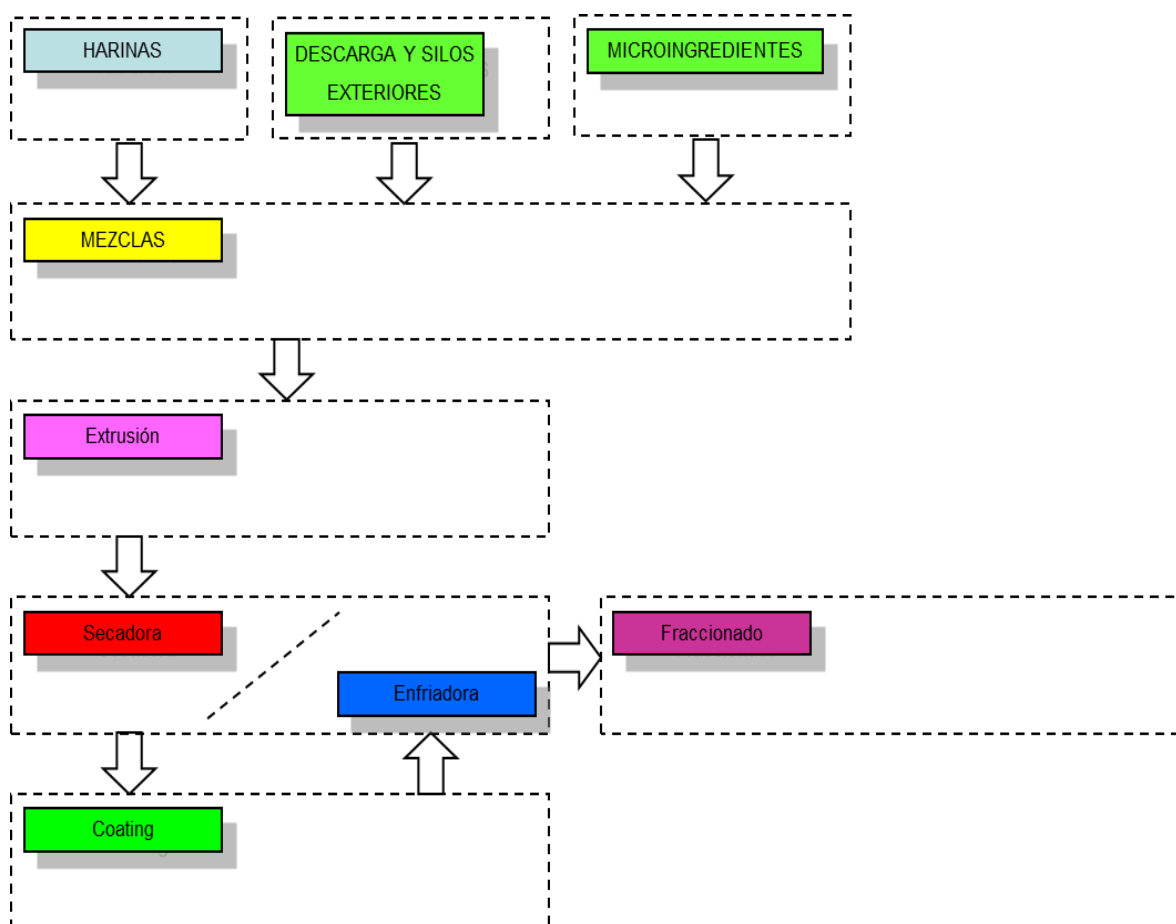 HARINAS
DESCARGA Y SILOS
EXTERIORES
MICROINGREDIENTES
MEZCLAS
Extrusión
Secadora
Enfriadora
Fraccionado
Coating